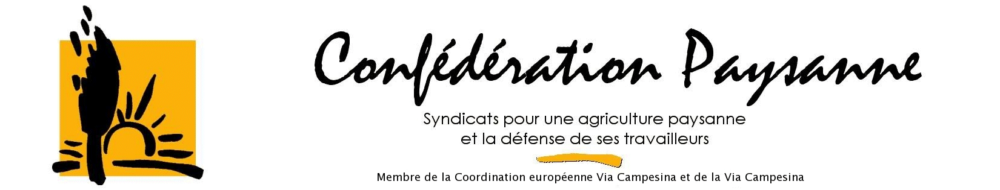 Confédération Paysanne
Syndicats pour une agriculture paysanne
et la défense de ses travailleurs
Membre de la Coordination européenne Via Campesina et de la Via Campesina